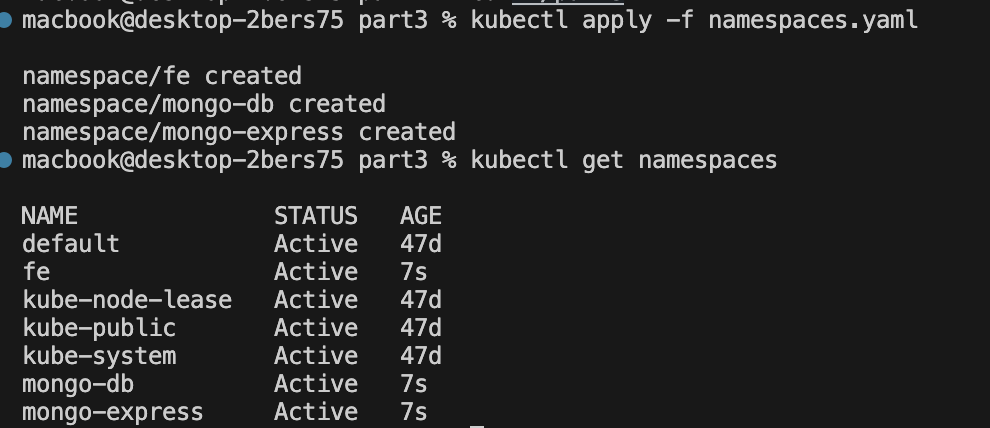 macbook@desktop-2bers75 part3 % kubectl apply -f namespaces.yaml
namespace/fe created
namespace/mongo-db created
namespace/mongo-express created
macbook@desktop-2bers75 part3 % kubectl get namespaces
NAME STATUS AGE
default Active 47d
fe Active 7s
kube-node-lease Active 47d
kube-public Active 47d
kube-system Active 47d
mongo-db Active 7s
mongo-express Active 7s